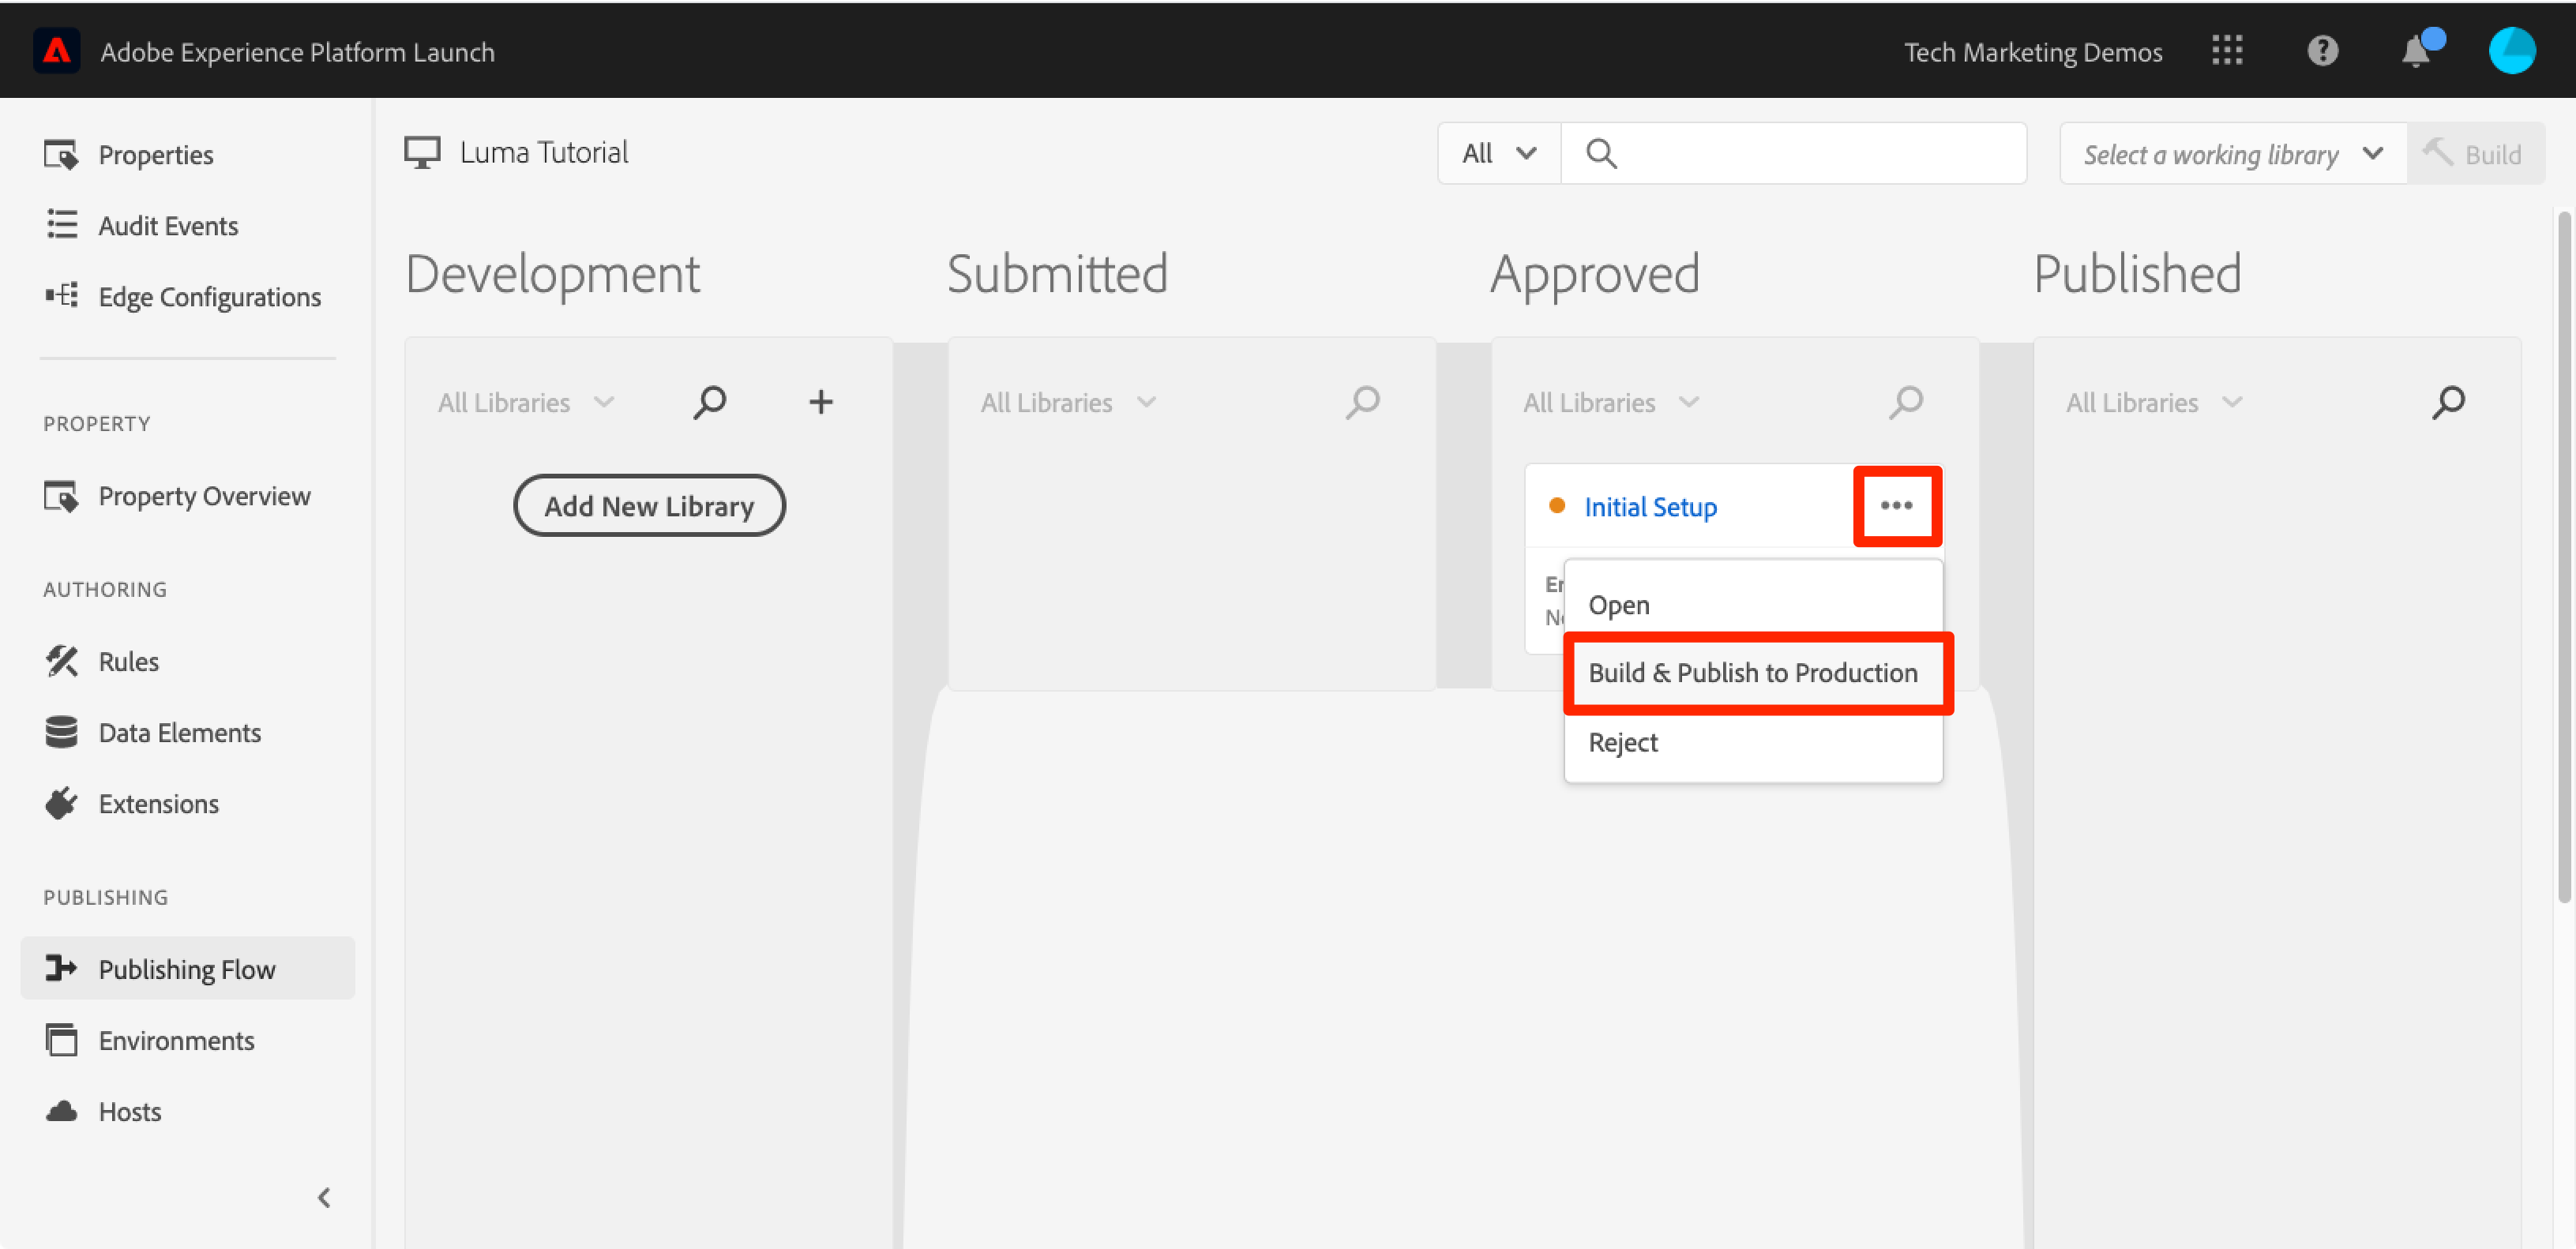 Adobe Experience Platform Launch
Tech Marketing Demos
Properties
Audit Events
Edge Configurations
PROPERTY
Property Overview
AUTHORING
Rules
Data Elements
Extensions
PUBLISHING
Publishing Flow
Environments
Hosts
Luma Tutorial
All
Select a working library
Build
Development
Submitted
Approved
Published
All Libraries
Add New Library
All Libraries
All Libraries
Initial Setup
Open
Build & Publish to Production
Reject
All Libraries